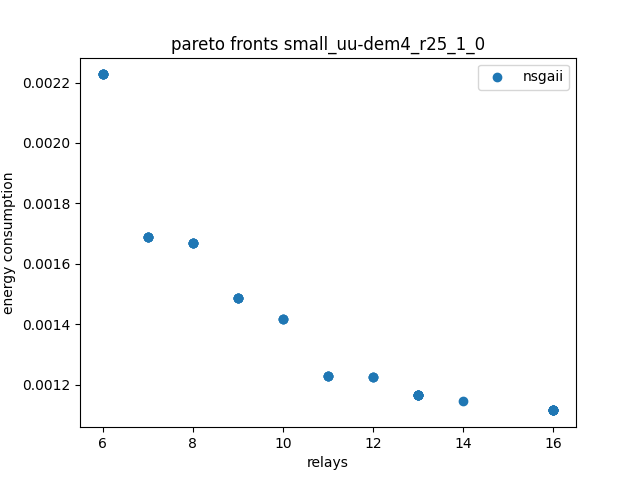 pareto fronts small_uu-dem4_r25_1_0
nsgaii
energy consumption
0.0022
0.0020
0.0018
0.0016
0.0014
0.0012
6 8 10 12 14 16
relays